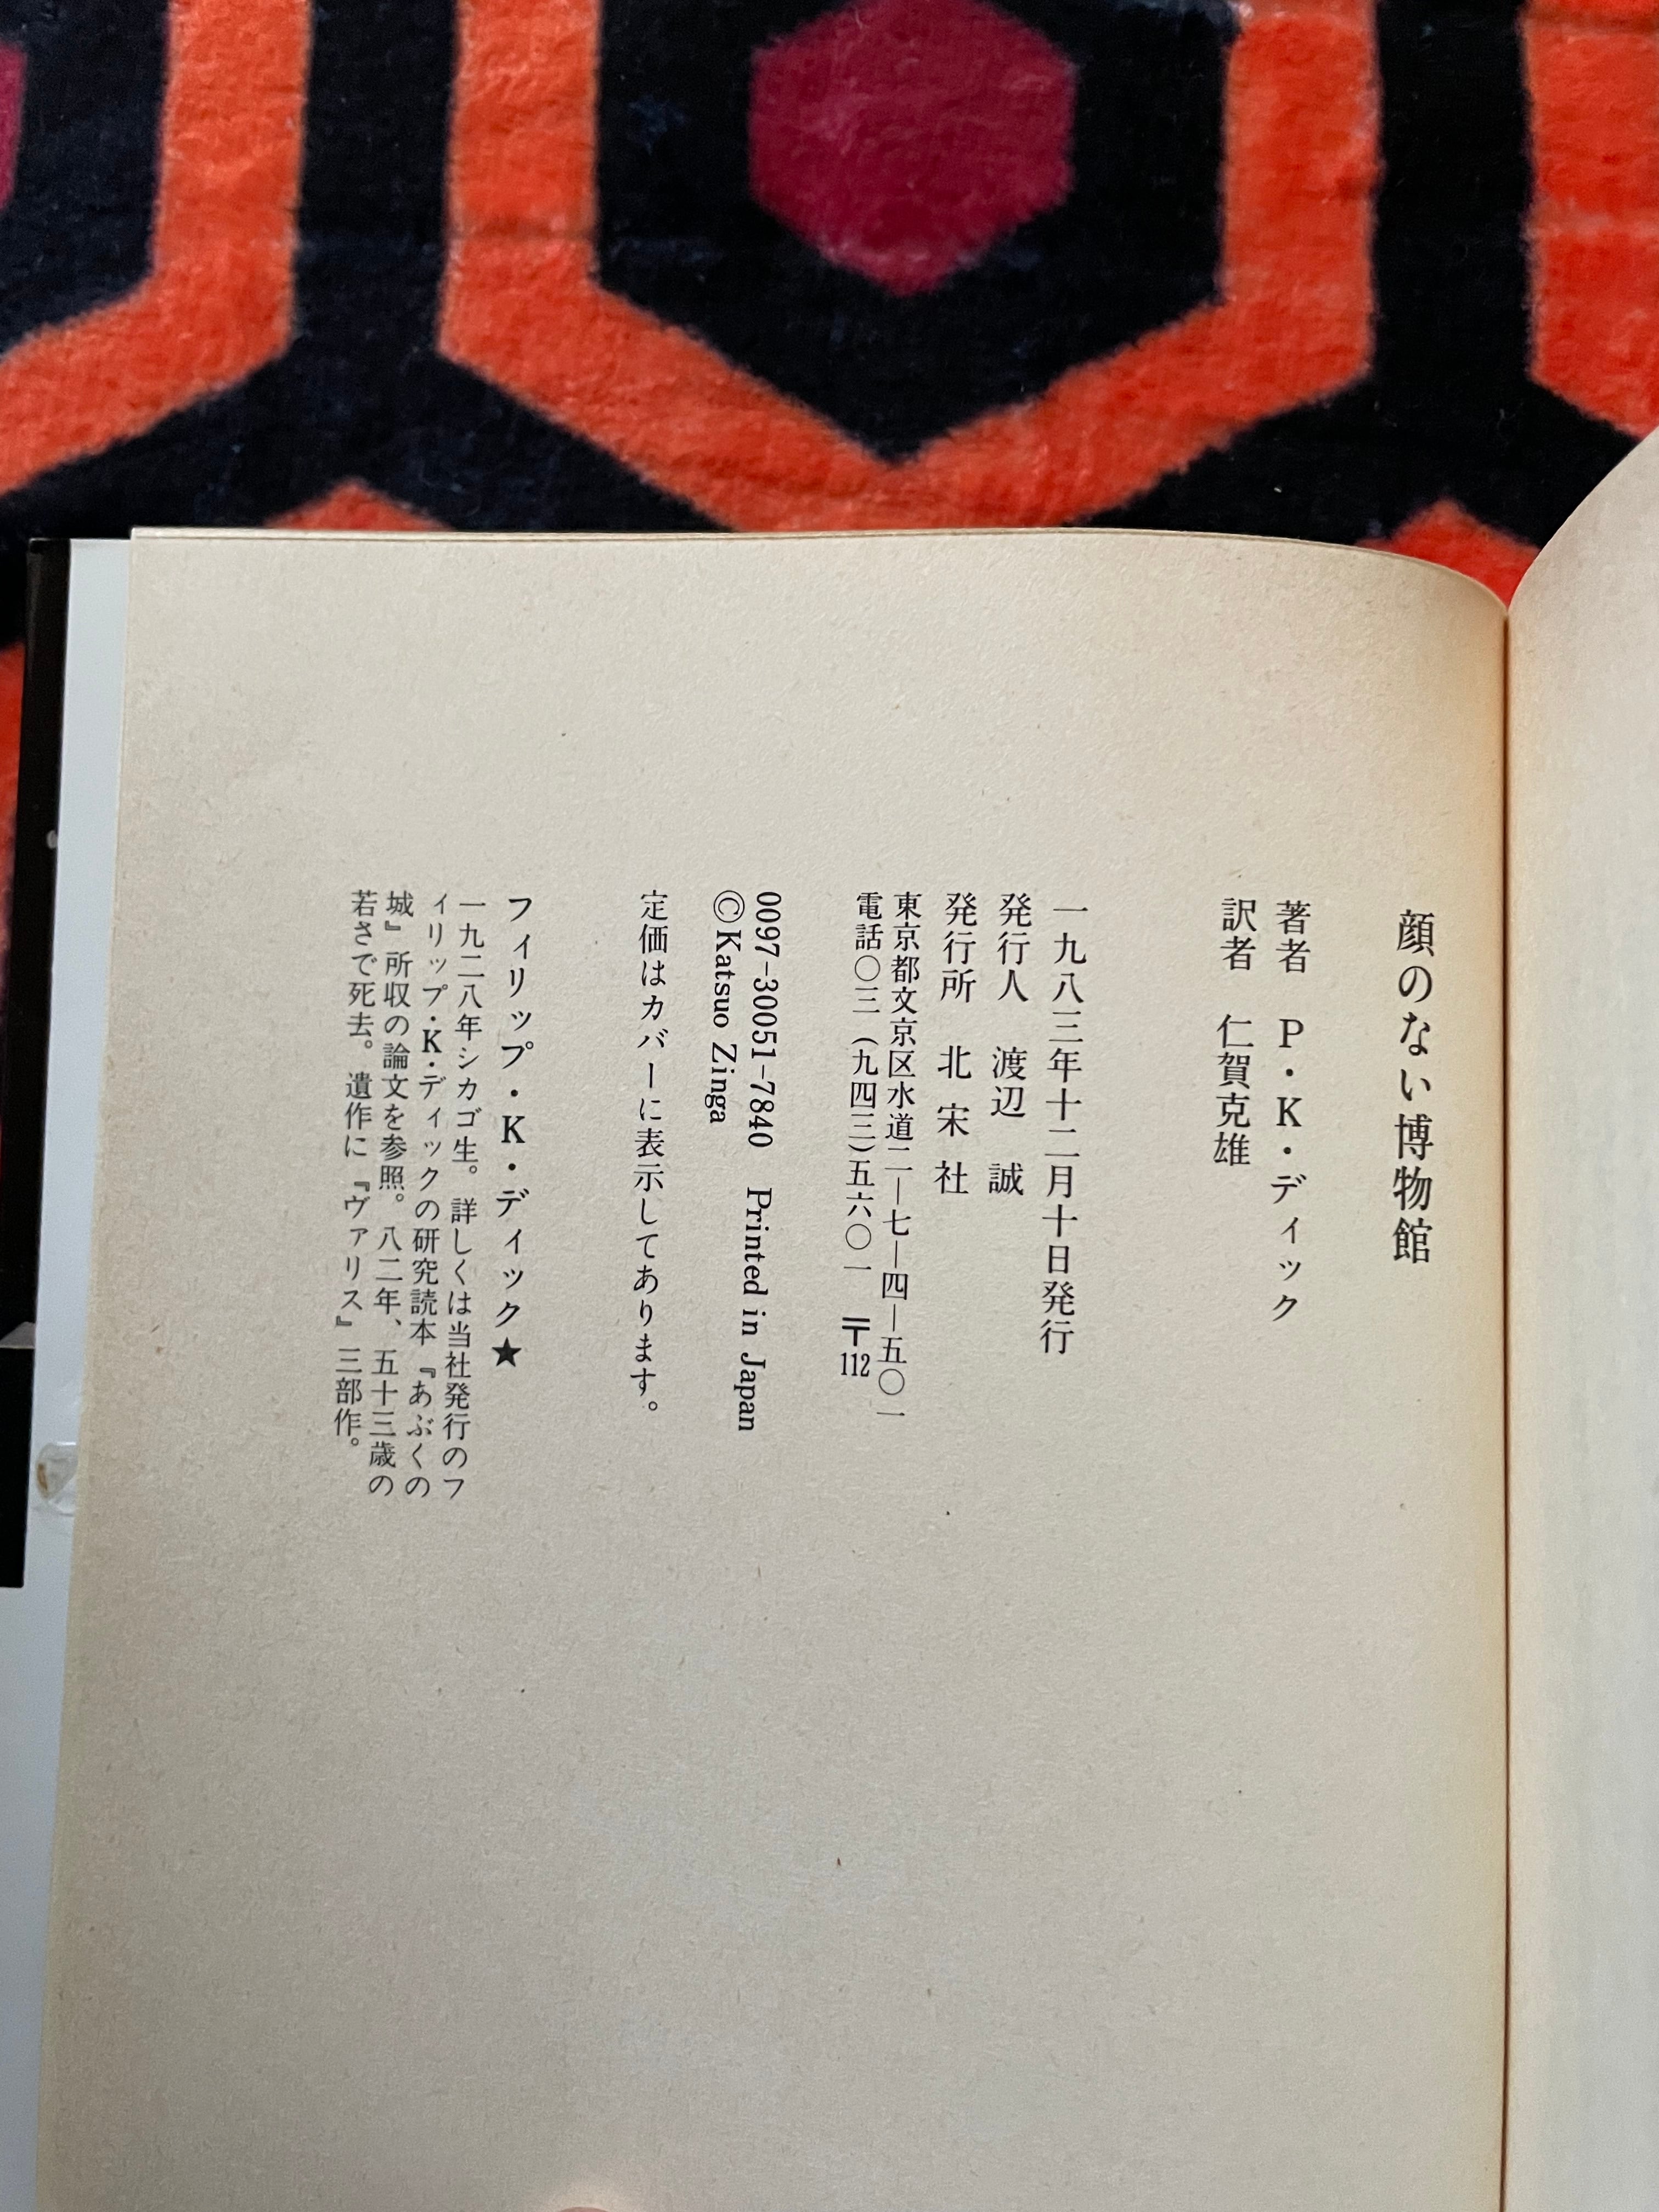 顔のない博物館
著者　P・K・ディック
訳者　仁賀克雄
一九八三年十二月十日発行
発行人　渡辺　誠
発行所　北宋社
東京都文京区水道二―七―四―五〇一
電話〇三(九四三)五六〇一　〒112
0097-30051-7840　Printed in Japan
©Katsuo Zinga
定価はカバーに表示してあります。
フィリップ・K・ディック★
一九二八年シカゴ生。詳しくは当社発行のフ
ィリップ・K・ディックの研究読本『あぶくの
城』所収の論文を参照。八二年、五十三歳の
若さで死去。遺作に『ヴァリス』三部作。